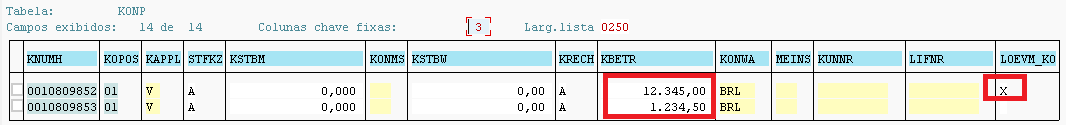 Tabela: KONP
Campos exibidos: 14 de 14 Colunas chave fixas: 3 Larg.lista 0250
KNUMH KOPOS KAPPL STFKZ KSTBM KONMS KSTBW KRECH KBETR KONWA MEINS KUNNR LIFNR LOEVM_KO
0010809852 01 V A 0,000 0,00 A 12.345,00 BRL X
0010809853 01 V A 0,000 0,00 A 1.234,50 BRL